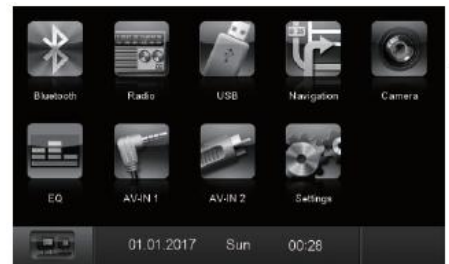 Bluetooth Radio USB Navigation Camera
EQ AV-IN 1 AV-IN 2 Settings
01.01.2017 Sun 00:28